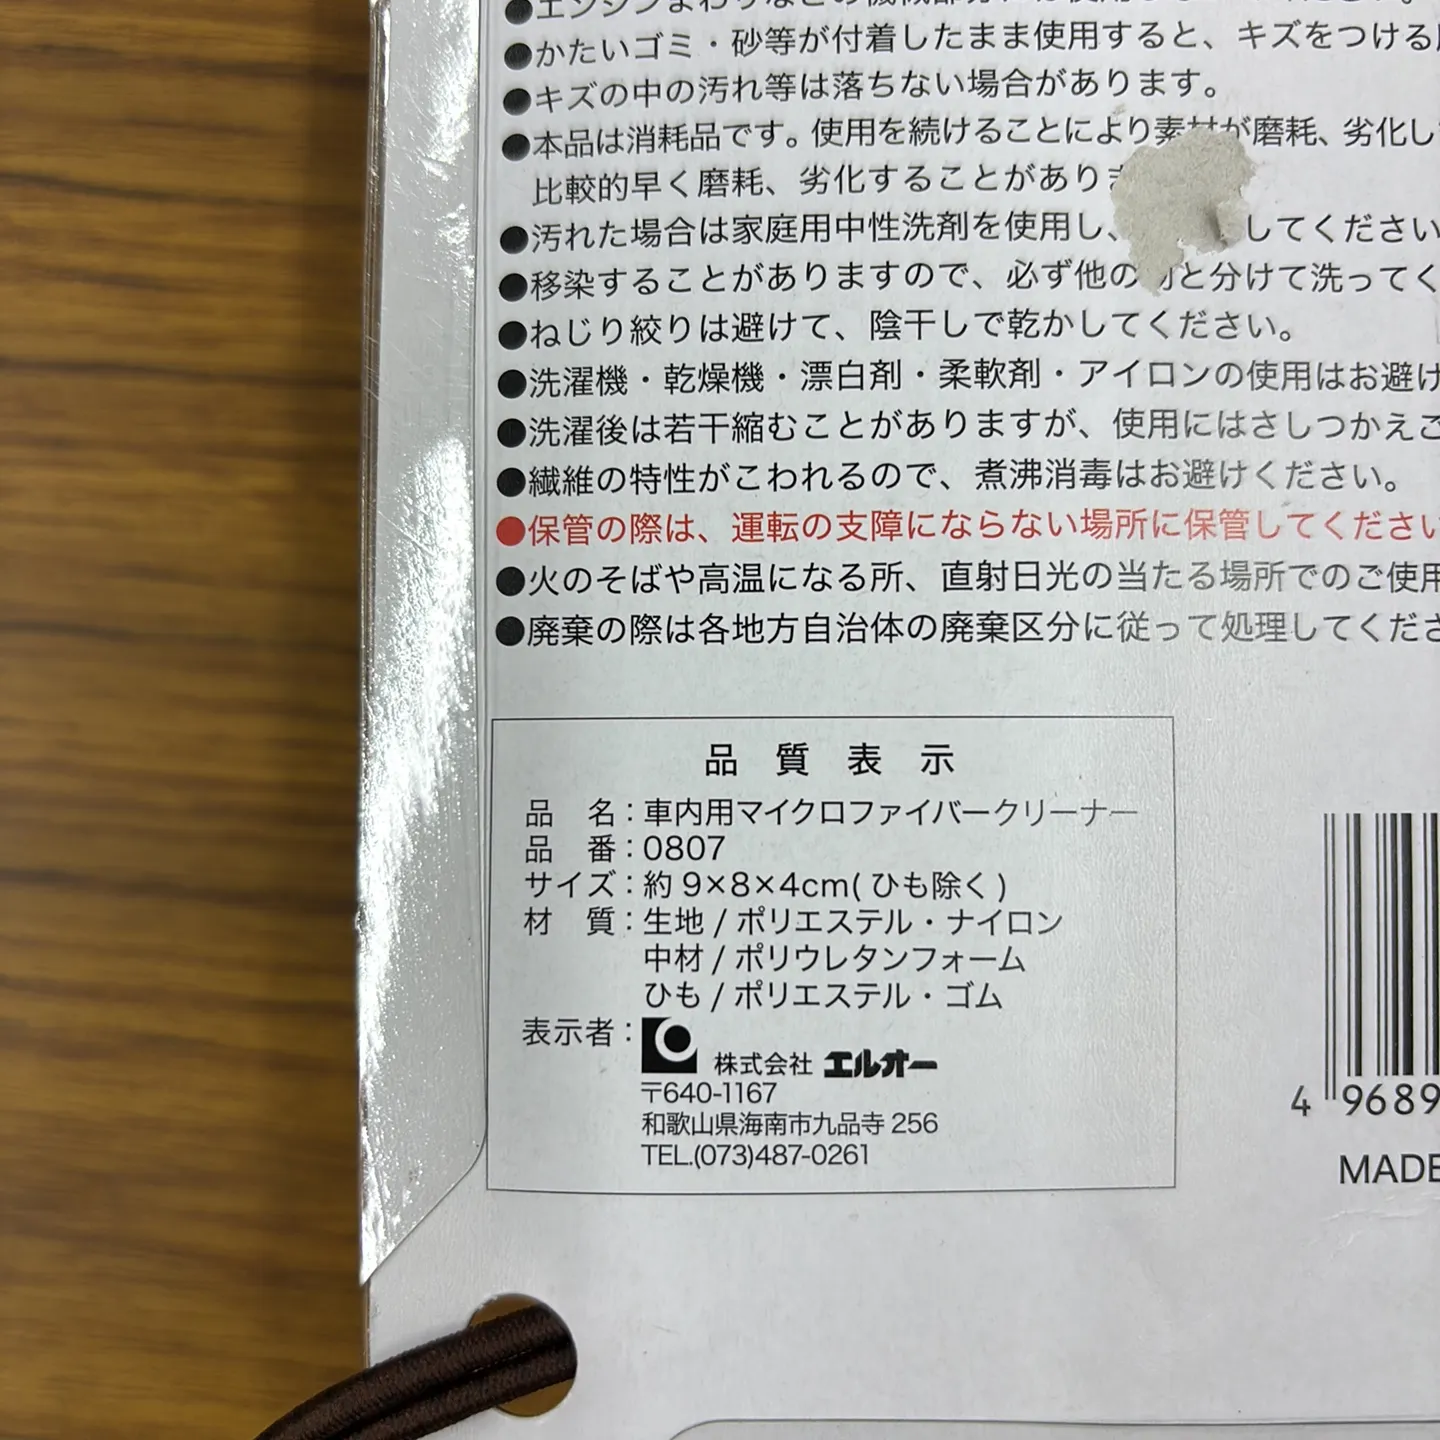 ●かたいゴミ・砂等が付着したまま使用すると、キズをつける
●キズの中の汚れ等は落ちない場合があります。
●本品は消耗品です。使用を続けることにより素材が磨耗、劣化し
比較的早く磨耗、劣化することがあり
●汚れた場合は家庭用中性洗剤を使用し、 してください
●移染することがありますので、必ず他の と分けて洗ってく
●ねじり絞りは避けて、陰干しで乾かしてください。
●洗濯機・乾燥機・漂白剤・柔軟剤・アイロンの使用はお避け
●洗濯後は若干縮むことがありますが、使用にはさしつかえご
●繊維の特性がこわれるので、煮沸消毒はお避けください。
●保管の際は、運転の支障にならない場所に保管してください
●火のそばや高温になる所、直射日光の当たる場所でのご使用
●廃棄の際は各地方自治体の廃棄区分に従って処理してくださ
品質表示
品名：車内用マイクロファイバークリーナー
品番：0807
サイズ：約9×8×4cm(ひも除く)
材質：生地/ポリエステル・ナイロン
中材/ポリウレタンフォーム
ひも/ポリエステル・ゴム
表示者：株式会社 エルオー
〒640-1167
和歌山県海南市九品寺256
TEL.(073)487-0261
4 9689
MADE